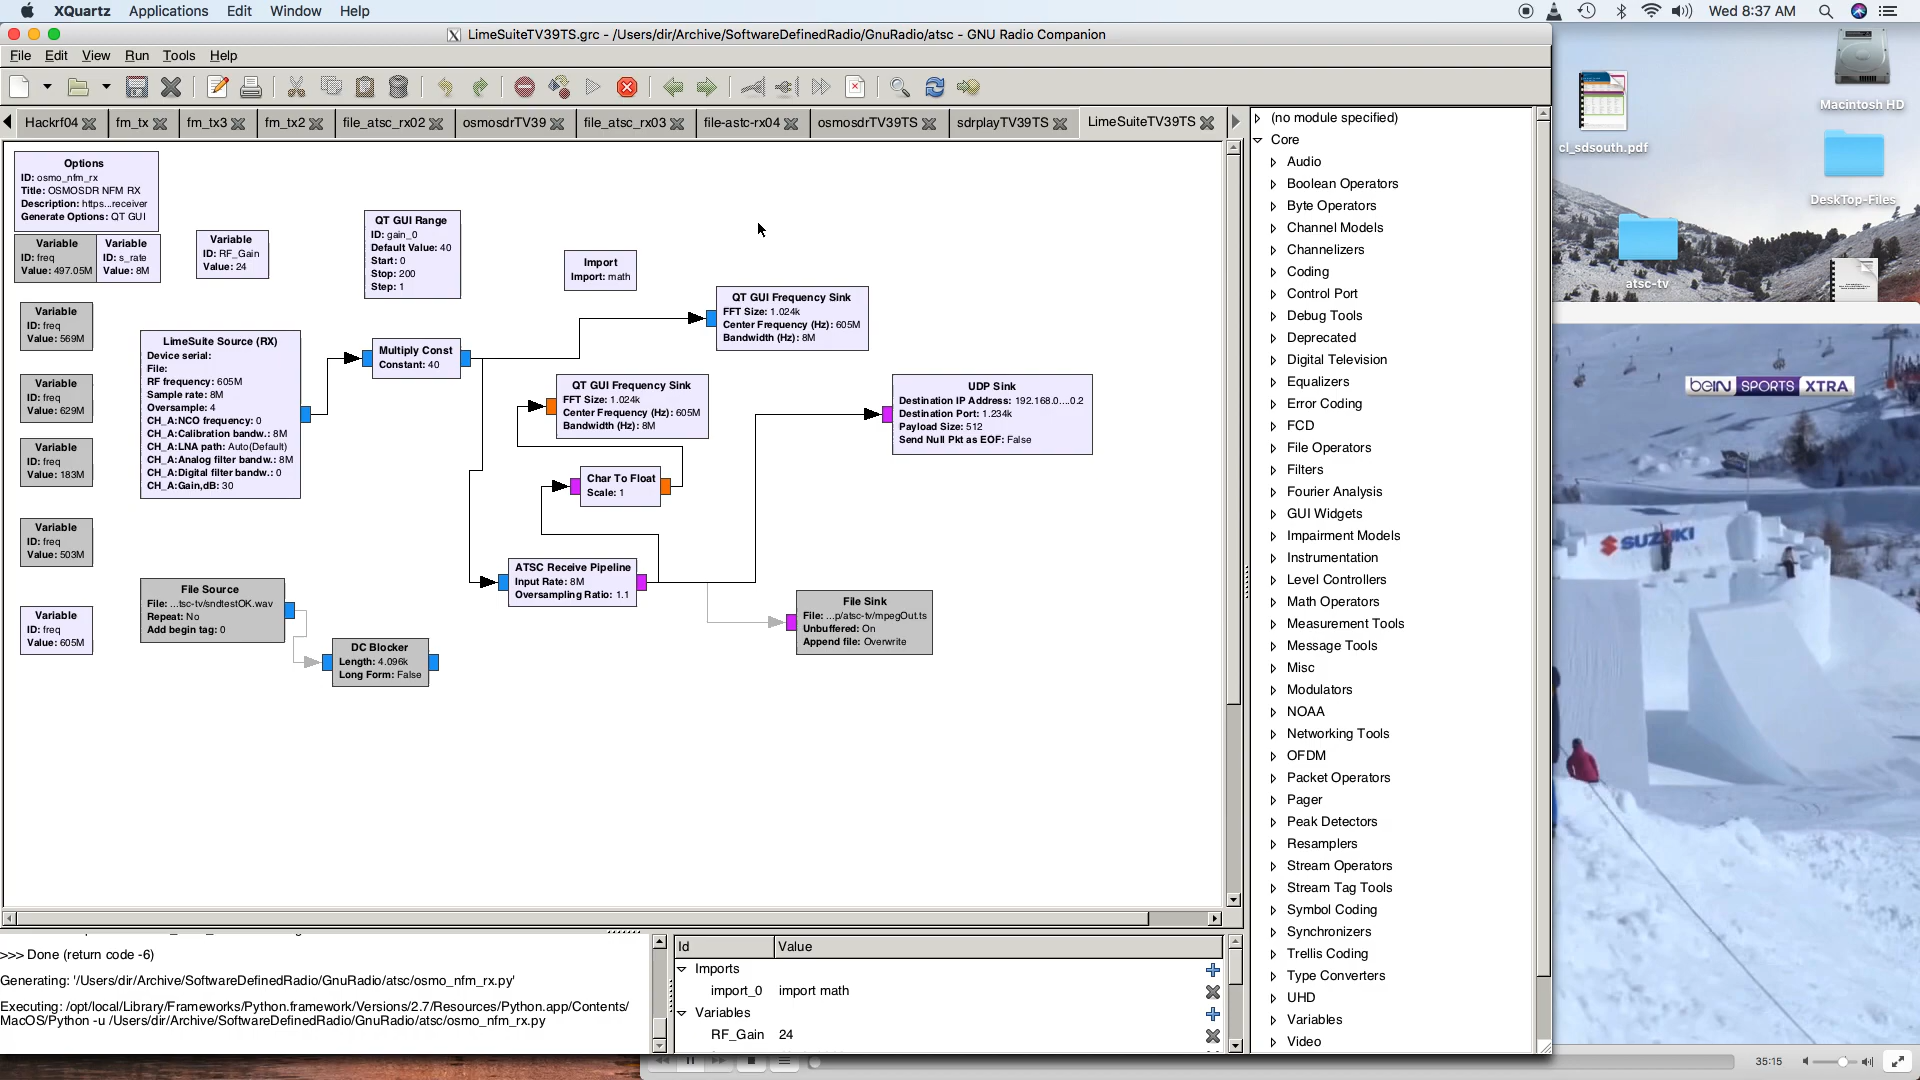 XQuartz Applications Edit Window Help
Wed 8:37 AM
LimeSuiteTV39TS.grc - /Users/dir/Archive/SoftwareDefinedRadio/GnuRadio/atsc - GNU Radio Companion
File Edit View Run Tools Help
Hackrf04 fm_tx fm_tx3 fm_tx2 file_atsc_rx02 osmosdrTV39 file_atsc_rx03 file-astc-rx04 osmosdrTV39TS sdrplayTV39TS LimeSuiteTV39TS
Options
ID: osmo_nfm_rx
Title: OSMOSDR NFM RX
Description: https...receiver
Generate Options: QT GUI
Variable
ID: freq
Value: 497.05M
Variable
ID: s_rate
Value: 8M
Variable
ID: RF_Gain
Value: 24
QT GUI Range
ID: gain_0
Default Value: 40
Start: 0
Stop: 200
Step: 1
Import
Import: math
QT GUI Frequency Sink
FFT Size: 1.024k
Center Frequency (Hz): 605M
Bandwidth (Hz): 8M
Variable
ID: freq
Value: 569M
LimeSuite Source (RX)
Device serial:
File:
RF frequency: 605M
Sample rate: 8M
Oversample: 4
CH_A:NCO frequency: 0
CH_A:Calibration bandw.: 8M
CH_A:LNA path: Auto(Default)
CH_A:Analog filter bandw.: 8M
CH_A:Digital filter bandw.: 0
CH_A:Gain,dB: 30
Multiply Const
Constant: 40
Variable
ID: freq
Value: 629M
QT GUI Frequency Sink
FFT Size: 1.024k
Center Frequency (Hz): 605M
Bandwidth (Hz): 8M
UDP Sink
Destination IP Address: 192.168.0....0.2
Destination Port: 1.234k
Payload Size: 512
Send Null Pkt as EOF: False
Variable
ID: freq
Value: 183M
Char To Float
Scale: 1
Variable
ID: freq
Value: 503M
ATSC Receive Pipeline
Input Rate: 8M
Oversampling Ratio: 1.1
File Source
File: ...tsc-tv/sndtestOK.wav
Repeat: No
Add begin tag: 0
File Sink
File: ...p/atsc-tv/mpegOut.ts
Unbuffered: On
Append file: Overwrite
Variable
ID: freq
Value: 605M
DC Blocker
Length: 4.096k
Long Form: False
(no module specified)
Core
Audio
Boolean Operators
Byte Operators
Channel Models
Channelizers
Coding
Control Port
Debug Tools
Deprecated
Digital Television
Equalizers
Error Coding
FCD
File Operators
Filters
Fourier Analysis
GUI Widgets
Impairment Models
Instrumentation
Level Controllers
Math Operators
Measurement Tools
Message Tools
Misc
Modulators
NOAA
Networking Tools
OFDM
Packet Operators
Pager
Peak Detectors
Resamplers
Stream Operators
Stream Tag Tools
Symbol Coding
Synchronizers
Trellis Coding
Type Converters
UHD
Variables
Video
>>> Done (return code -6)
Generating: '/Users/dir/Archive/SoftwareDefinedRadio/GnuRadio/atsc/osmo_nfm_rx.py'
Executing: /opt/local/Library/Frameworks/Python.framework/Versions/2.7/Resources/Python.app/Contents/
MacOS/Python -u /Users/dir/Archive/SoftwareDefinedRadio/GnuRadio/atsc/osmo_nfm_rx.py
Id Value
Imports
import_0 import math
Variables
RF_Gain 24
Macintosh HD
cl_sdsouth.pdf
DeskTop-Files
atsc-tv
beIN SPORTS XTRA
SUZUKI
35:15